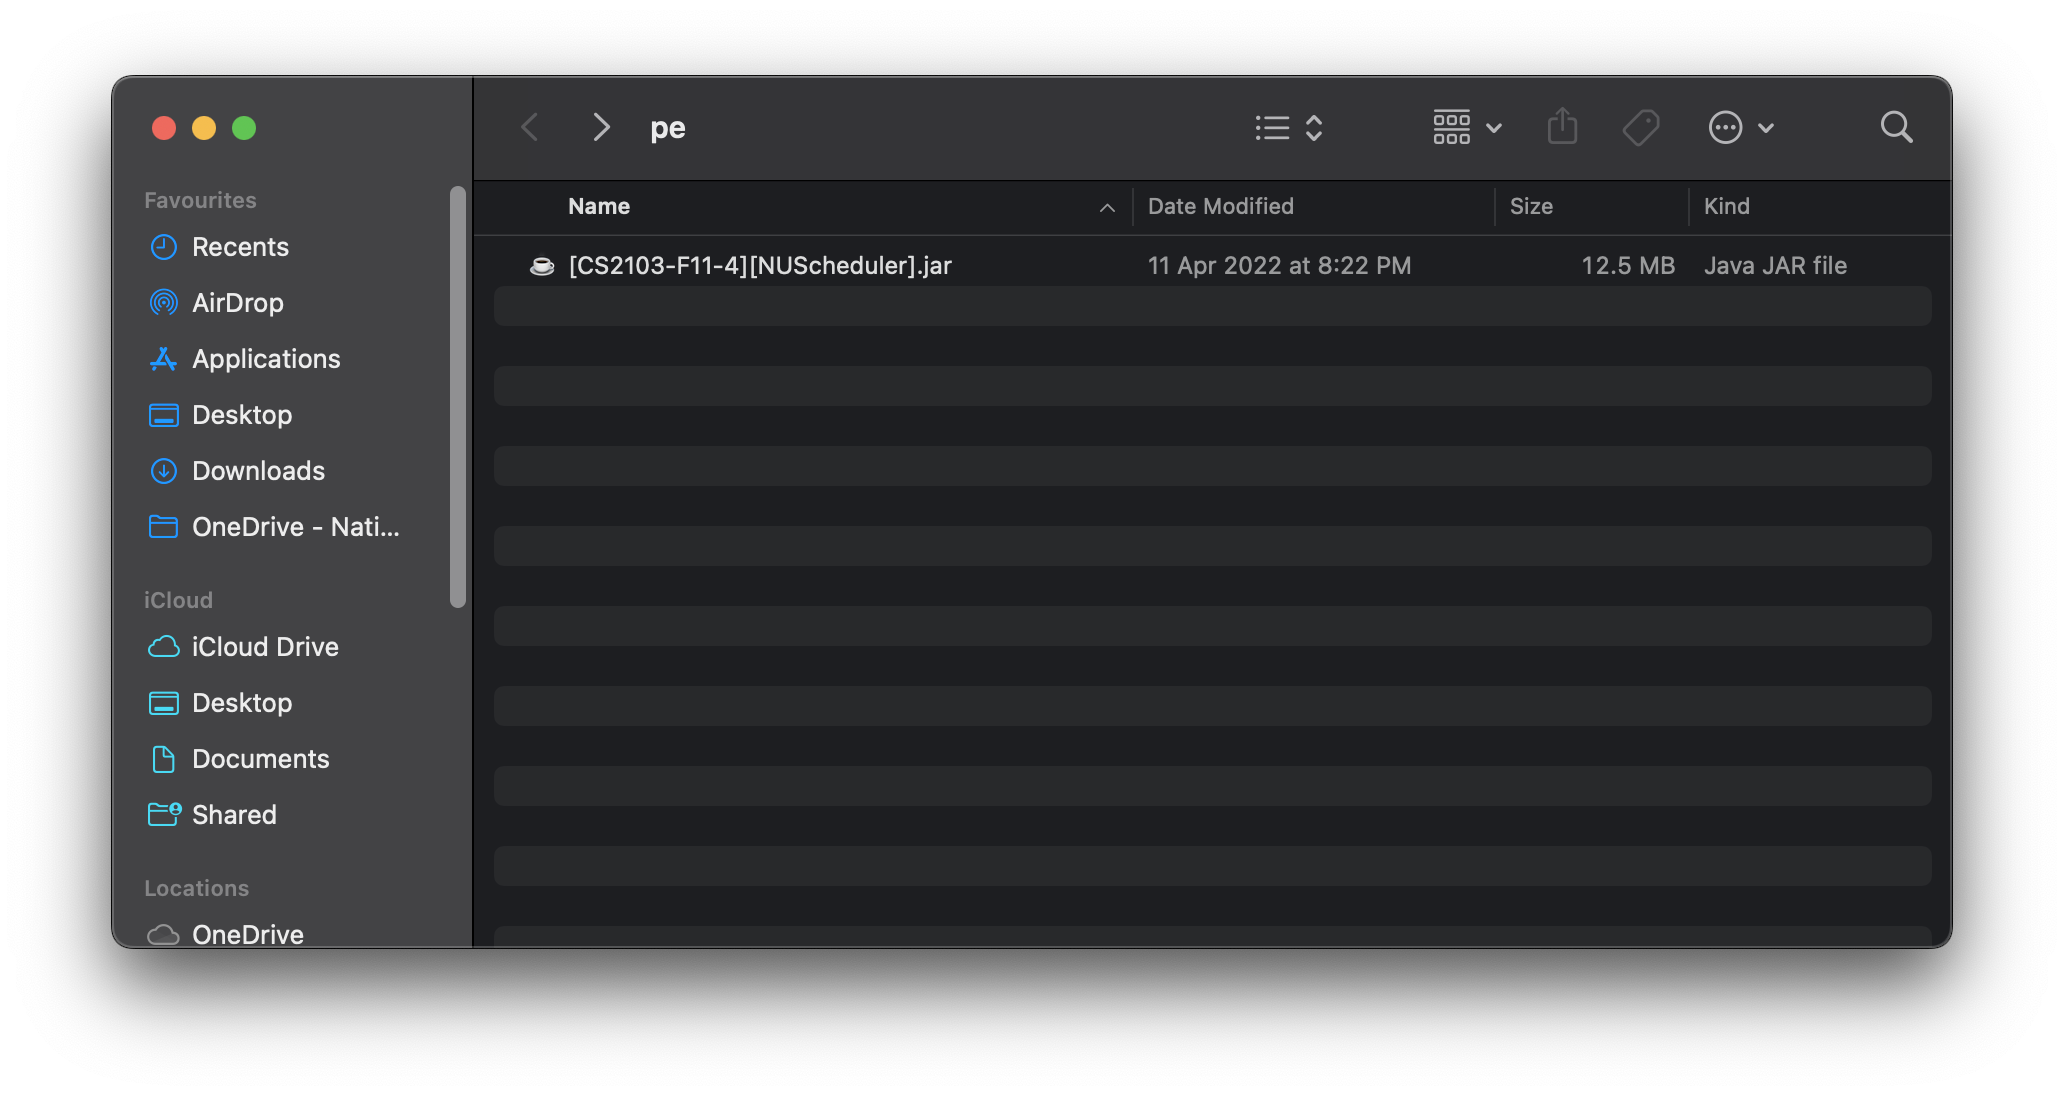 pe
Favourites
Recents
AirDrop
Applications
Desktop
Downloads
OneDrive - Nati...
iCloud
iCloud Drive
Desktop
Documents
Shared
Locations
OneDrive
Name Date Modified Size Kind
[CS2103-F11-4][NUScheduler].jar 11 Apr 2022 at 8:22 PM 12.5 MB Java JAR file